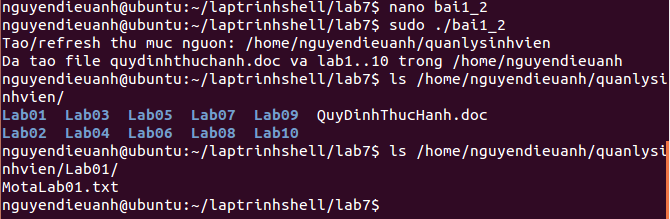 nguyendieuanh@ubuntu:~/laptrinhshell/lab7$ nano bai1_2
nguyendieuanh@ubuntu:~/laptrinhshell/lab7$ sudo ./bai1_2
Tao/refresh thu muc nguon: /home/nguyendieuanh/quanlysinhvien
Da tao file quydinhthuchanh.doc va lab1..10 trong /home/nguyendieuanh
nguyendieuanh@ubuntu:~/laptrinhshell/lab7$ ls /home/nguyendieuanh/quanlysi
nhvien/
Lab01  Lab03  Lab05  Lab07  Lab09  QuyDinhThucHanh.doc
Lab02  Lab04  Lab06  Lab08  Lab10
nguyendieuanh@ubuntu:~/laptrinhshell/lab7$ ls /home/nguyendieuanh/quanlysi
nhvien/Lab01/
MotaLab01.txt
nguyendieuanh@ubuntu:~/laptrinhshell/lab7$